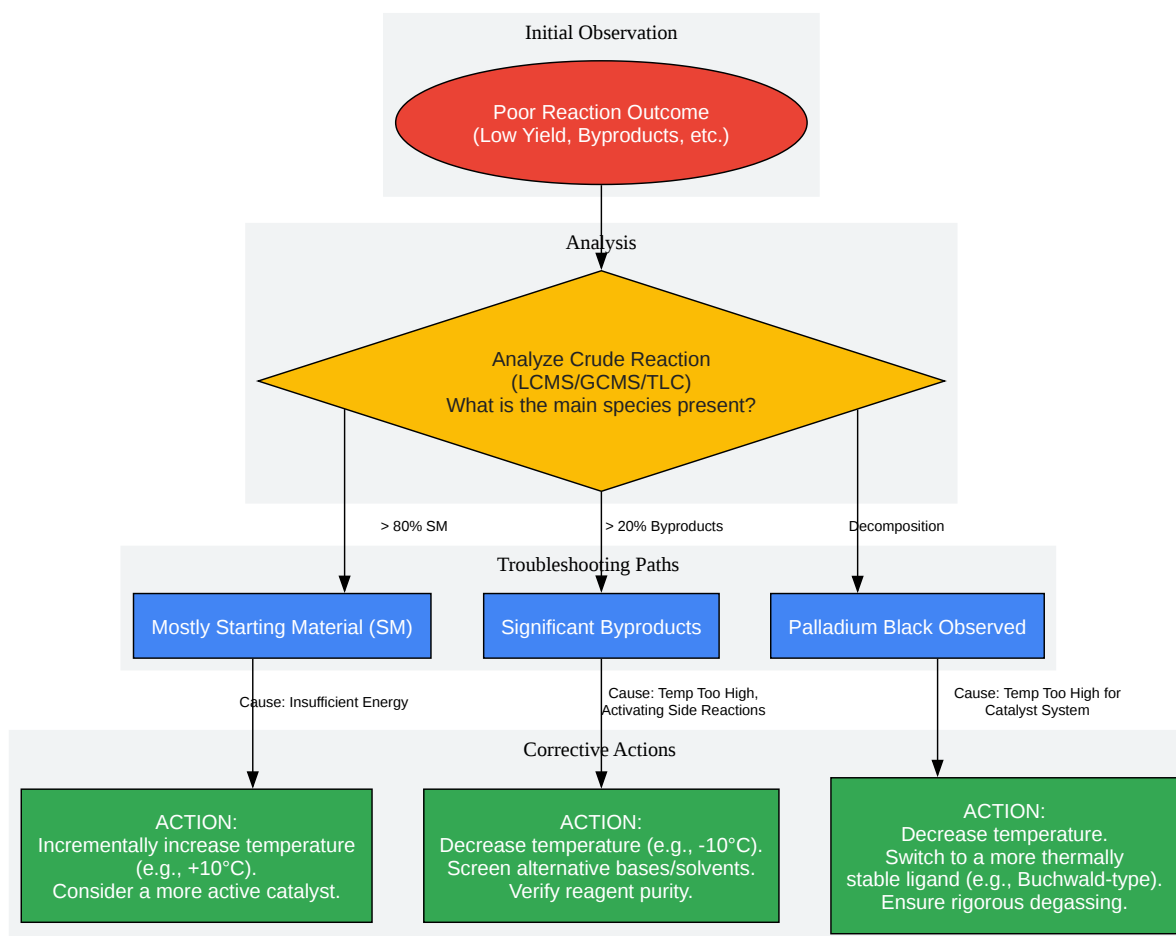 Initial Observation
Poor Reaction Outcome
(Low Yield, Byproducts, etc.)
Analysis
Analyze Crude Reaction
(LCMS/GCMS/TLC)
What is the main species present?
> 80% SM
> 20% Byproducts
Decomposition
Troubleshooting Paths
Mostly Starting Material (SM)
Significant Byproducts
Palladium Black Observed
Cause: Insufficient Energy
Cause: Temp Too High,
Activating Side Reactions
Cause: Temp Too High for
Catalyst System
Corrective Actions
ACTION:
Incrementally increase temperature
(e.g., +10°C).
Consider a more active catalyst.
ACTION:
Decrease temperature (e.g., -10°C).
Screen alternative bases/solvents.
Verify reagent purity.
ACTION:
Decrease temperature.
Switch to a more thermally
stable ligand (e.g., Buchwald-type).
Ensure rigorous degassing.